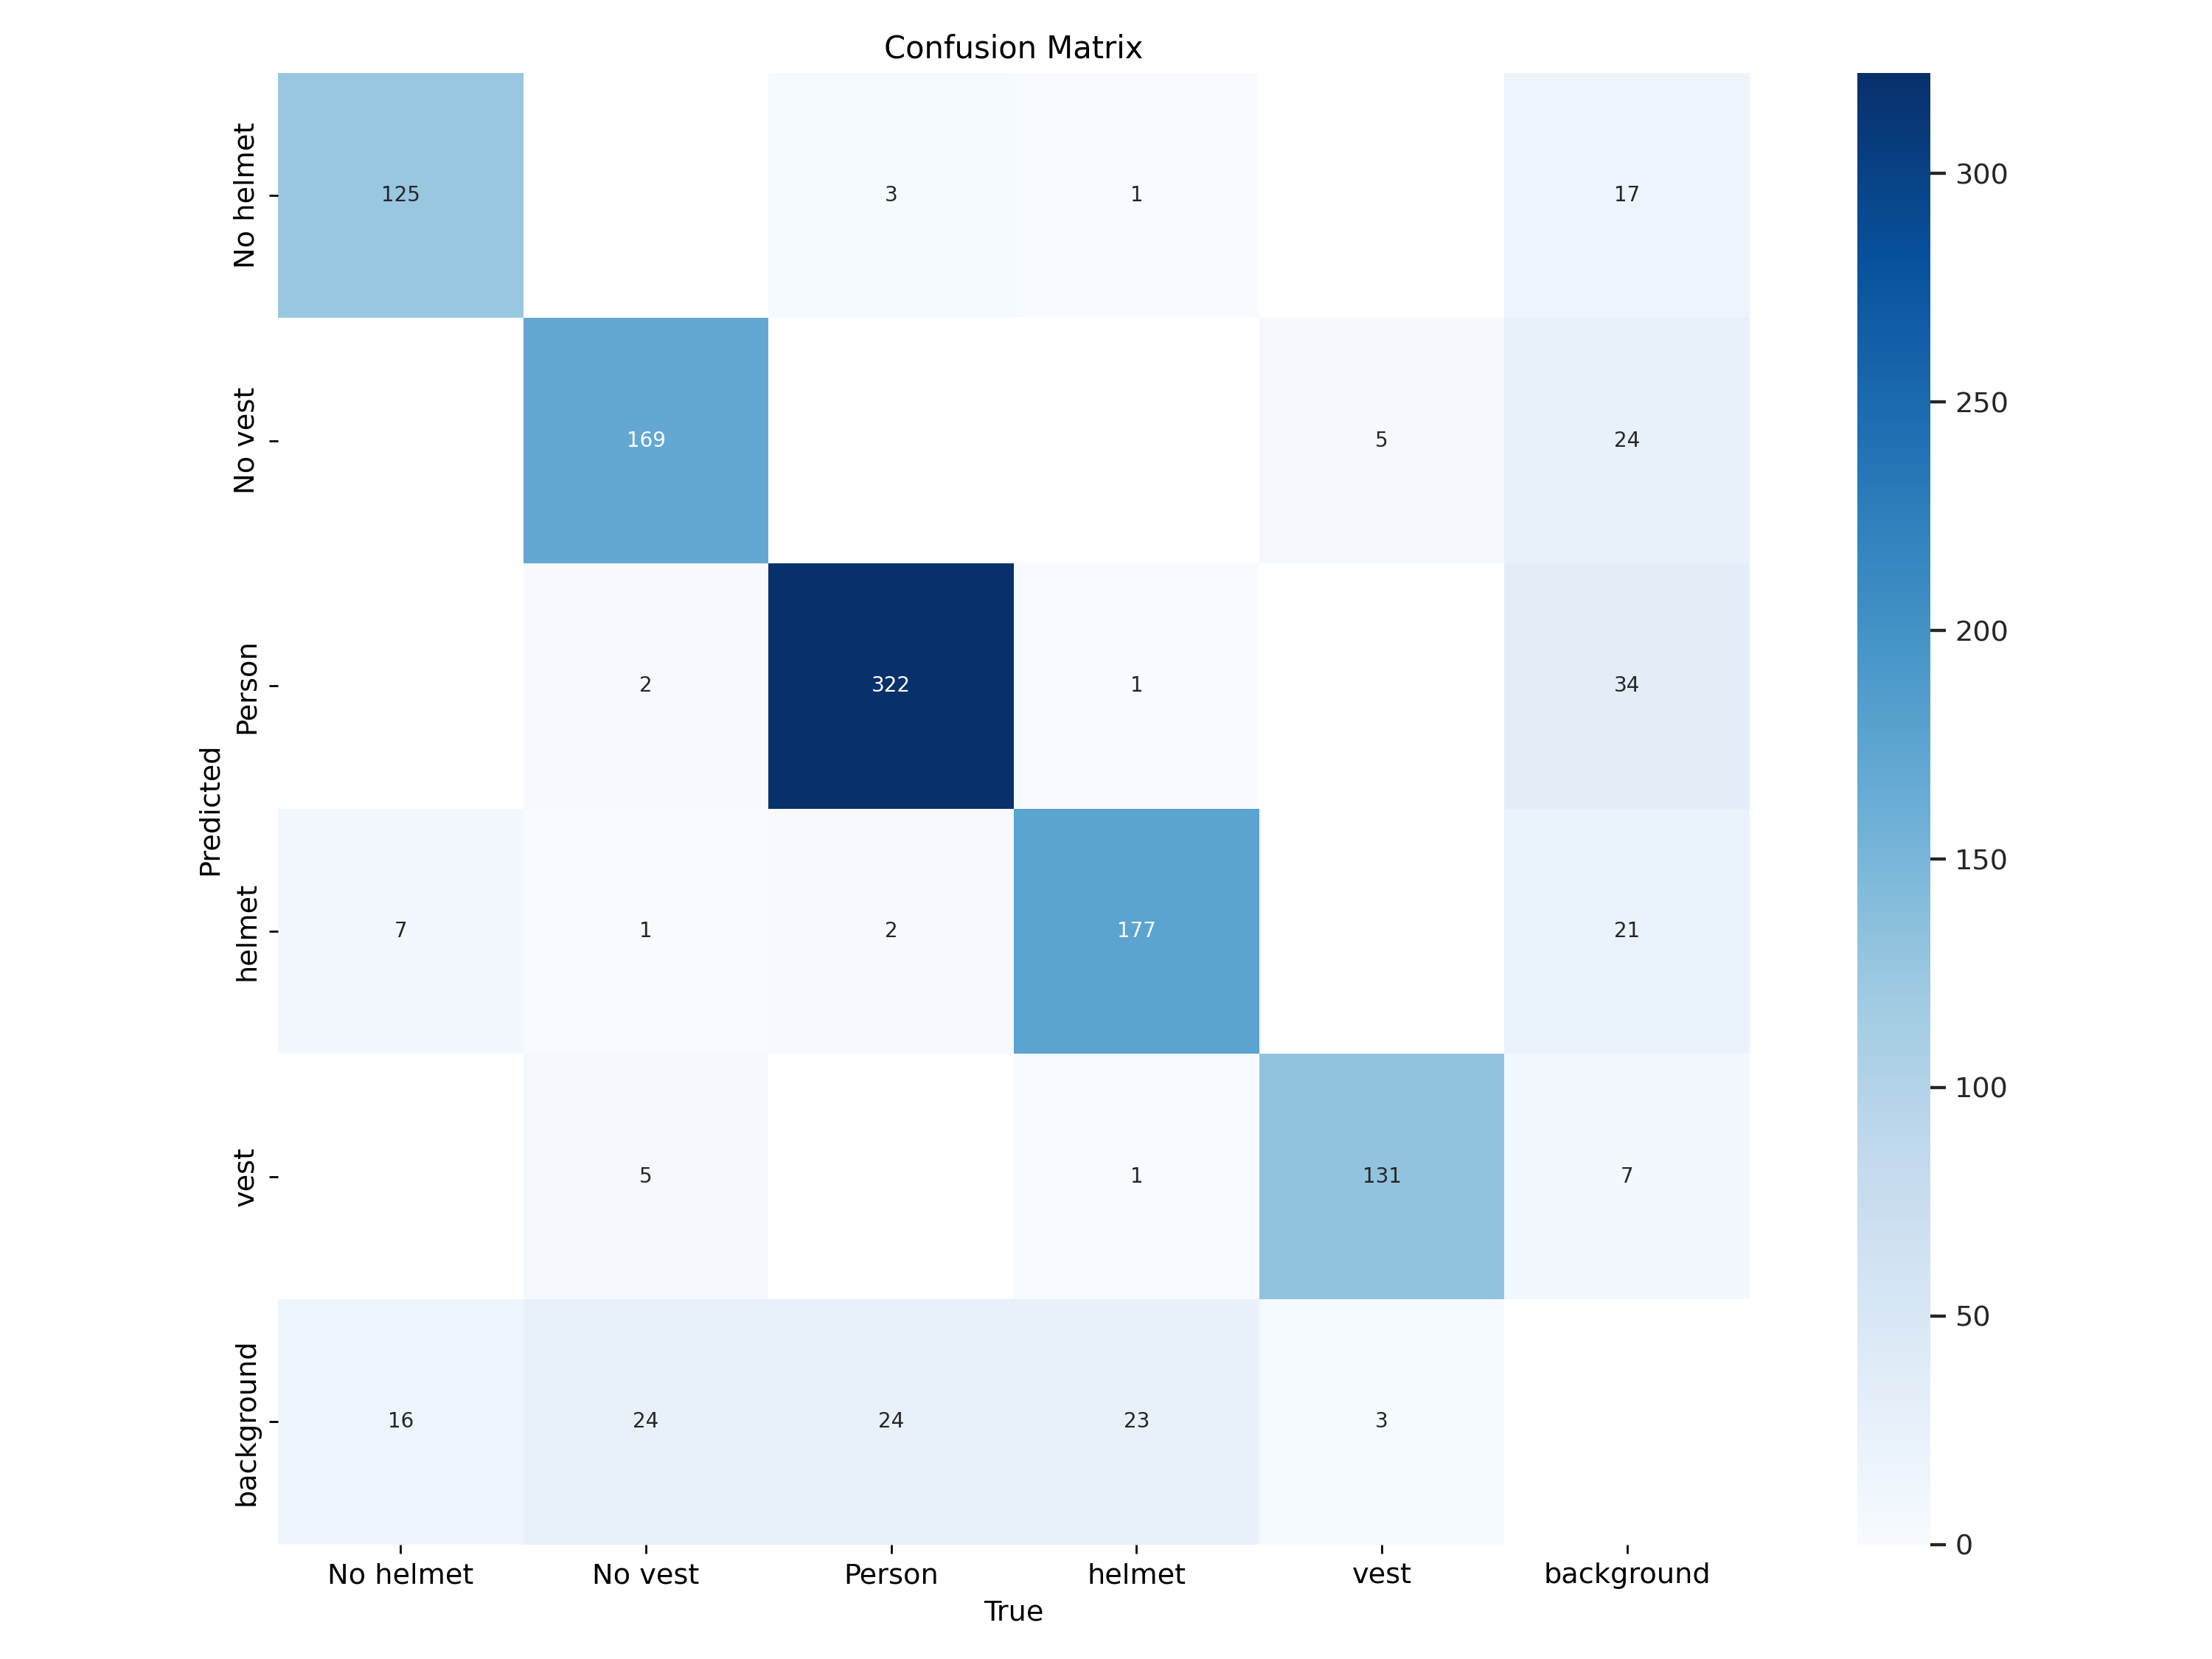 Confusion Matrix
No helmet
125
3
1
17
No vest
169
5
24
Person
2
322
1
34
helmet
7
1
2
177
21
vest
5
1
131
7
background
16
24
24
23
3
Predicted
No helmet
No vest
Person
helmet
vest
background
True
300
250
200
150
100
50
0